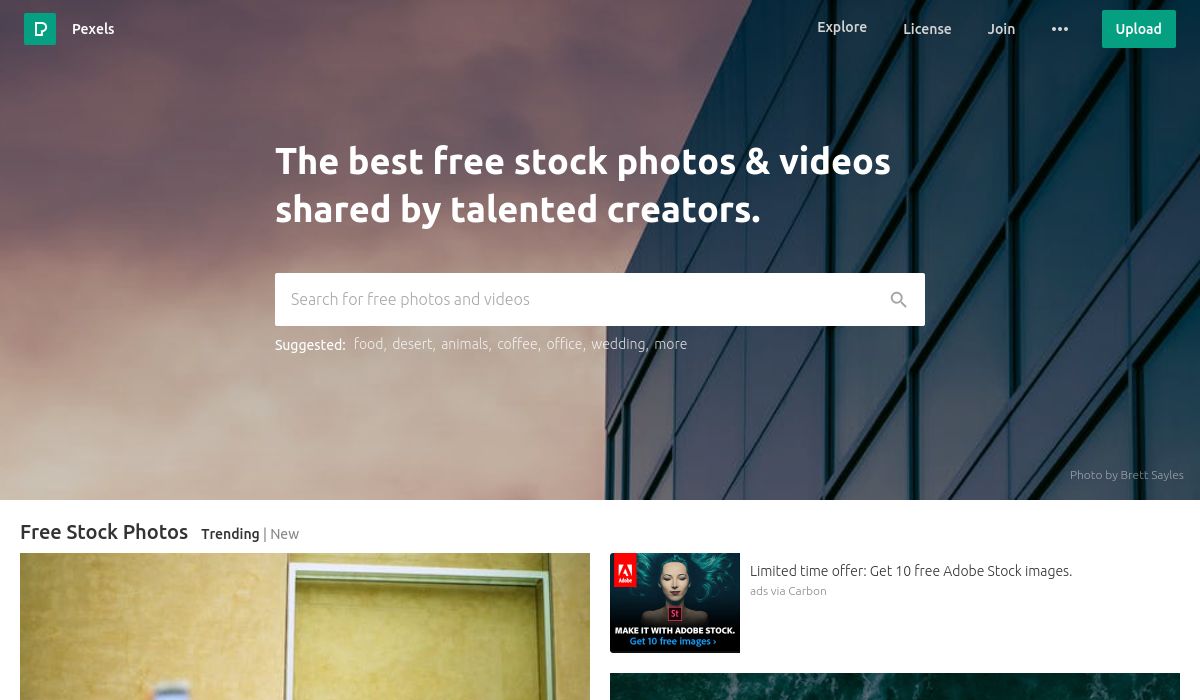 Pexels
Explore
License
Join
Upload
The best free stock photos & videos
shared by talented creators.
Search for free photos and videos
Suggested: food, desert, animals, coffee, office, wedding, more
Photo by Brett Sayles
Free Stock Photos Trending | New
Adobe
St
MAKE IT WITH ADOBE STOCK.
Get 10 free images ›
Limited time offer: Get 10 free Adobe Stock images.
ads via Carbon